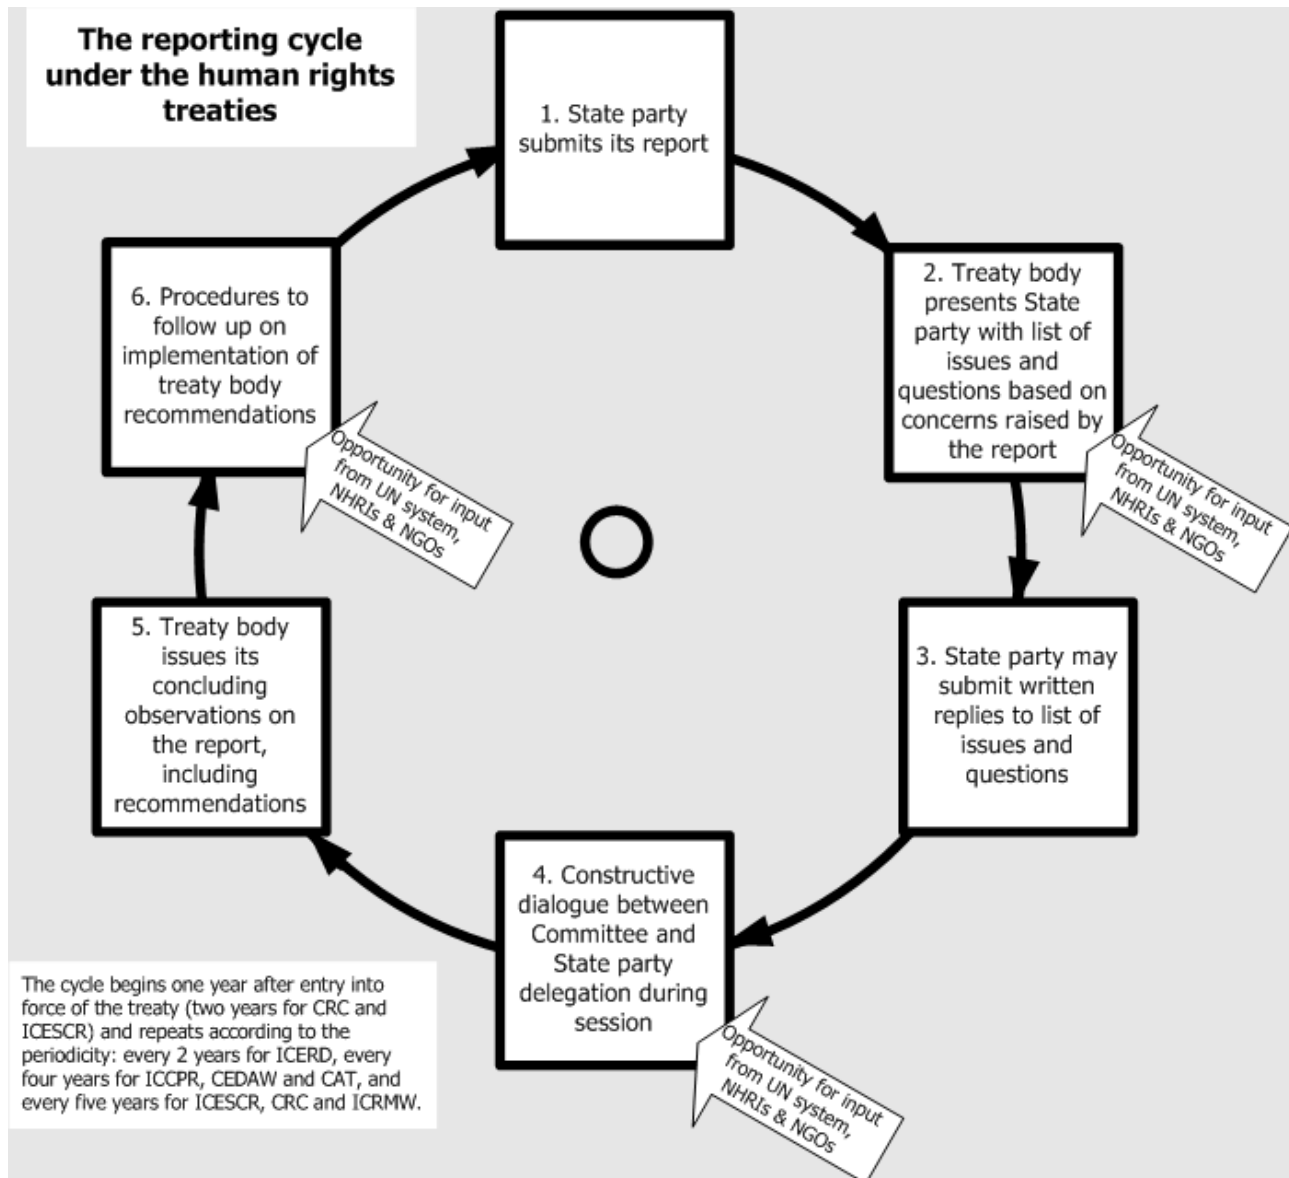 The reporting cycle
under the human rights
treaties
1. State party
submits its report
2. Treaty body
presents State
party with list of
issues and
questions based on
concerns raised by
the report
Opportunity for input
from UN system,
NHRIs & NGOs
3. State party may
submit written
replies to list of
issues and
questions
4. Constructive
dialogue between
Committee and
State party
delegation during
session
Opportunity for input
from UN system,
NHRIs & NGOs
5. Treaty body
issues its
concluding
observations on
the report,
including
recommendations
6. Procedures to
follow up on
implementation of
treaty body
recommendations
Opportunity for input
from UN system,
NHRIs & NGOs
The cycle begins one year after entry into
force of the treaty (two years for CRC and
ICESCR) and repeats according to the
periodicity: every 2 years for ICERD, every
four years for ICCPR, CEDAW and CAT, and
every five years for ICESCR, CRC and ICRMW.